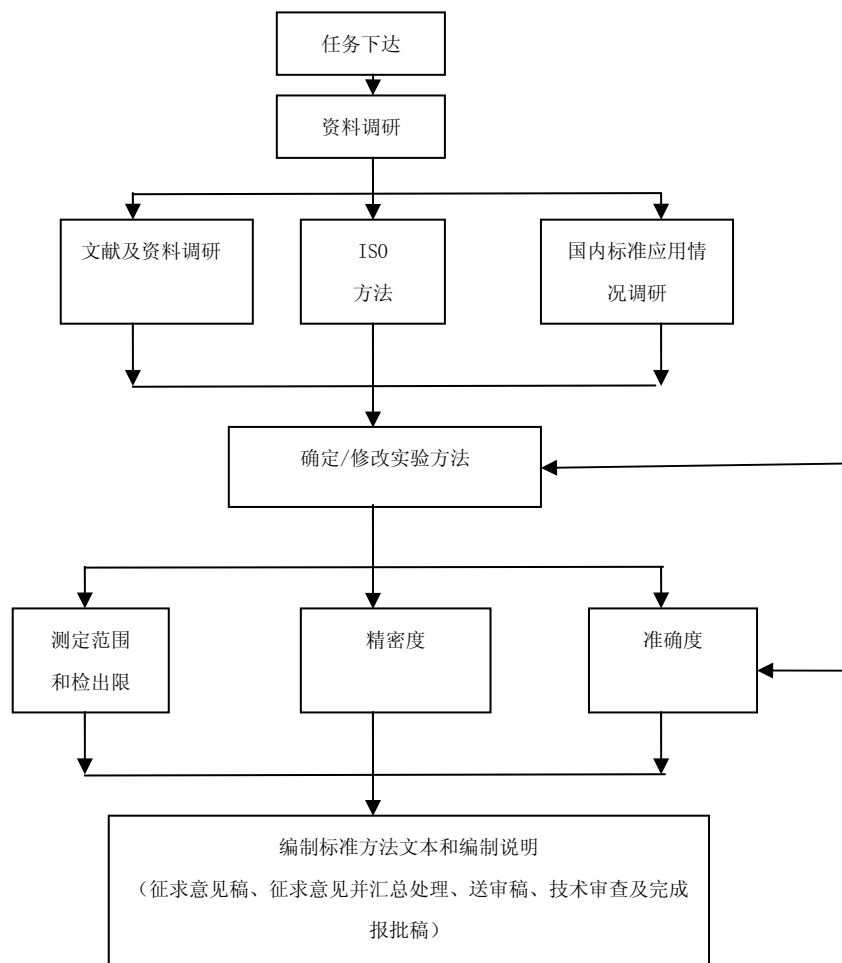 任务下达
资料调研
文献及资料调研
ISO
方法
国内标准应用情
况调研
确定/修改实验方法
测定范围
和检出限
精密度
准确度
编制标准方法文本和编制说明
（征求意见稿、征求意见并汇总处理、送审稿、技术审查及完成
报批稿）